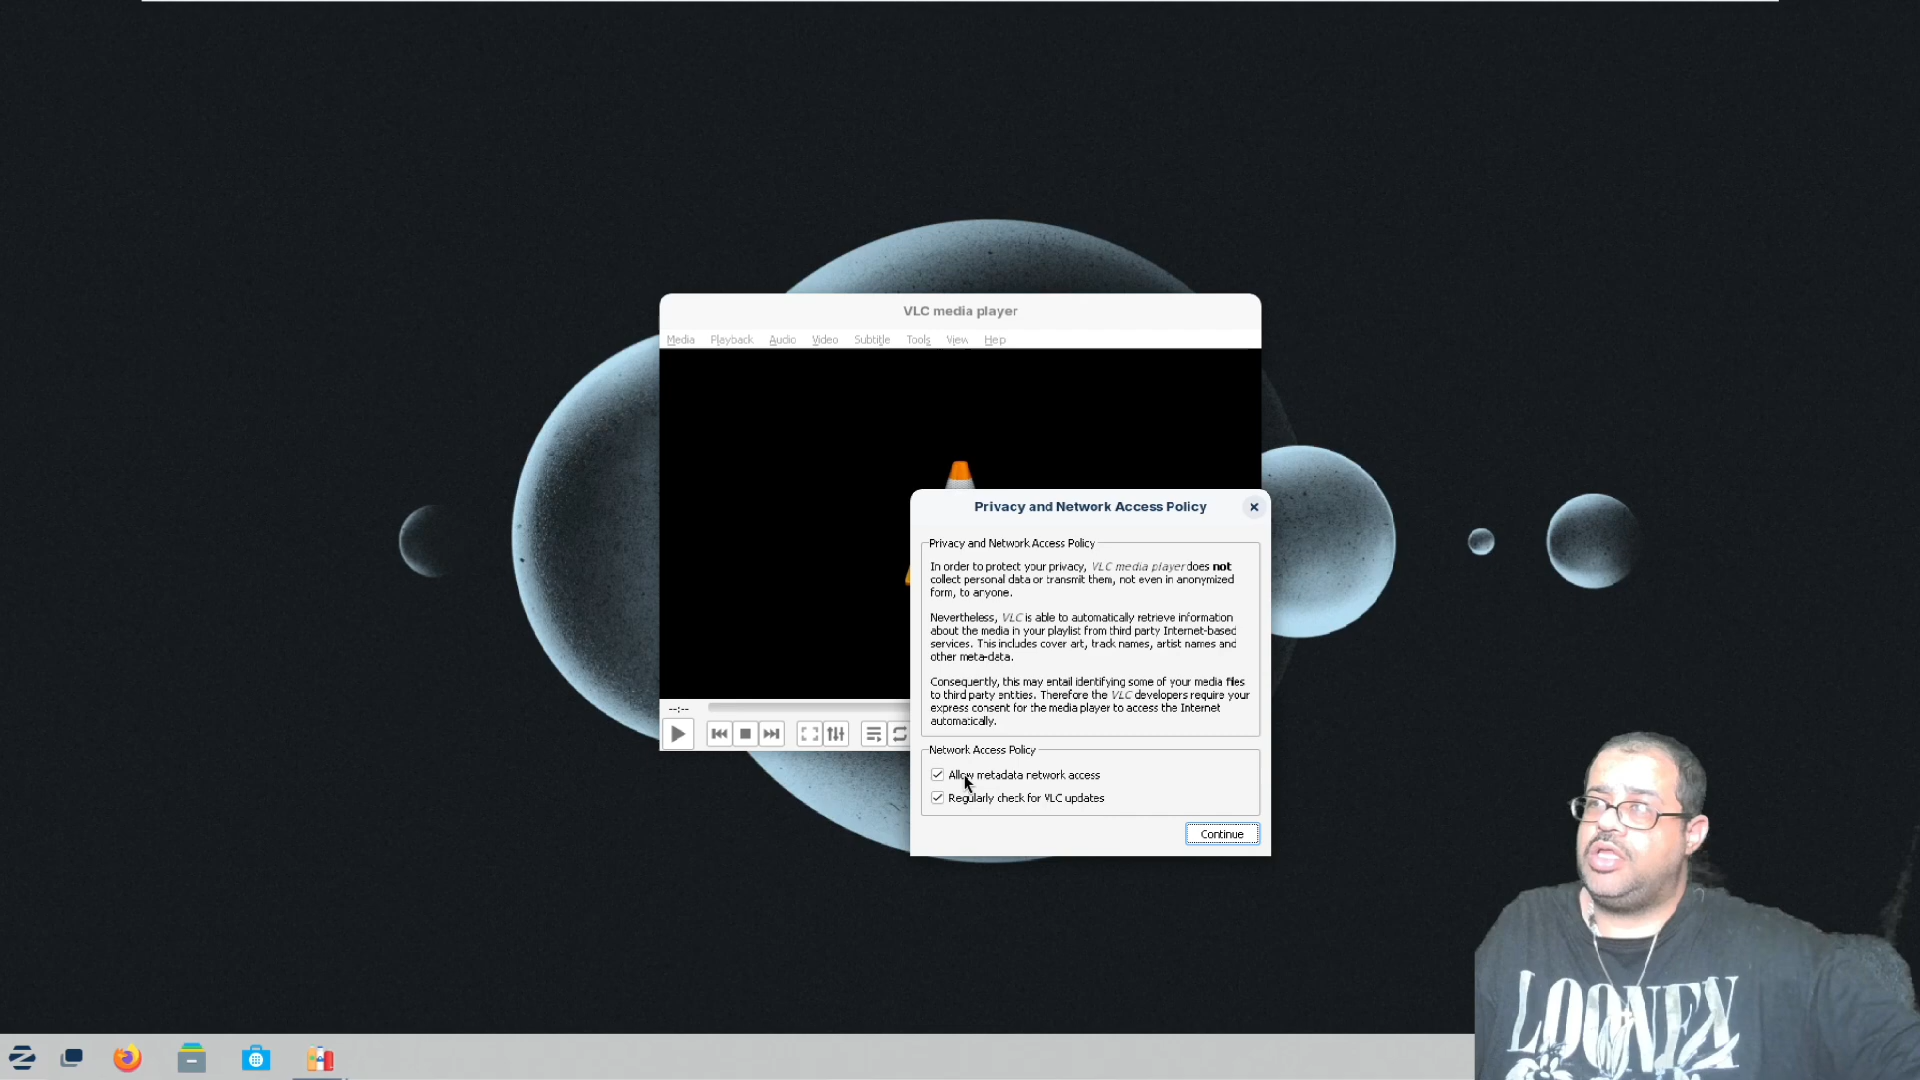 VLC media player
Media Playback Audio Video Subtitle Tools View Help
Privacy and Network Access Policy
Privacy and Network Access Policy
In order to protect your privacy, VLC media player does not
collect personal data or transmit them, not even in anonymized
form, to anyone.
Nevertheless, VLC is able to automatically retrieve information
about the media in your playlist from third party Internet-based
services. This includes cover art, track names, artist names and
other meta-data.
Consequently, this may entail identifying some of your media files
to third party entities. Therefore the VLC developers require your
express consent for the media player to access the Internet
automatically.
--:--
Network Access Policy
Allow metadata network access
Regularly check for VLC updates
Continue